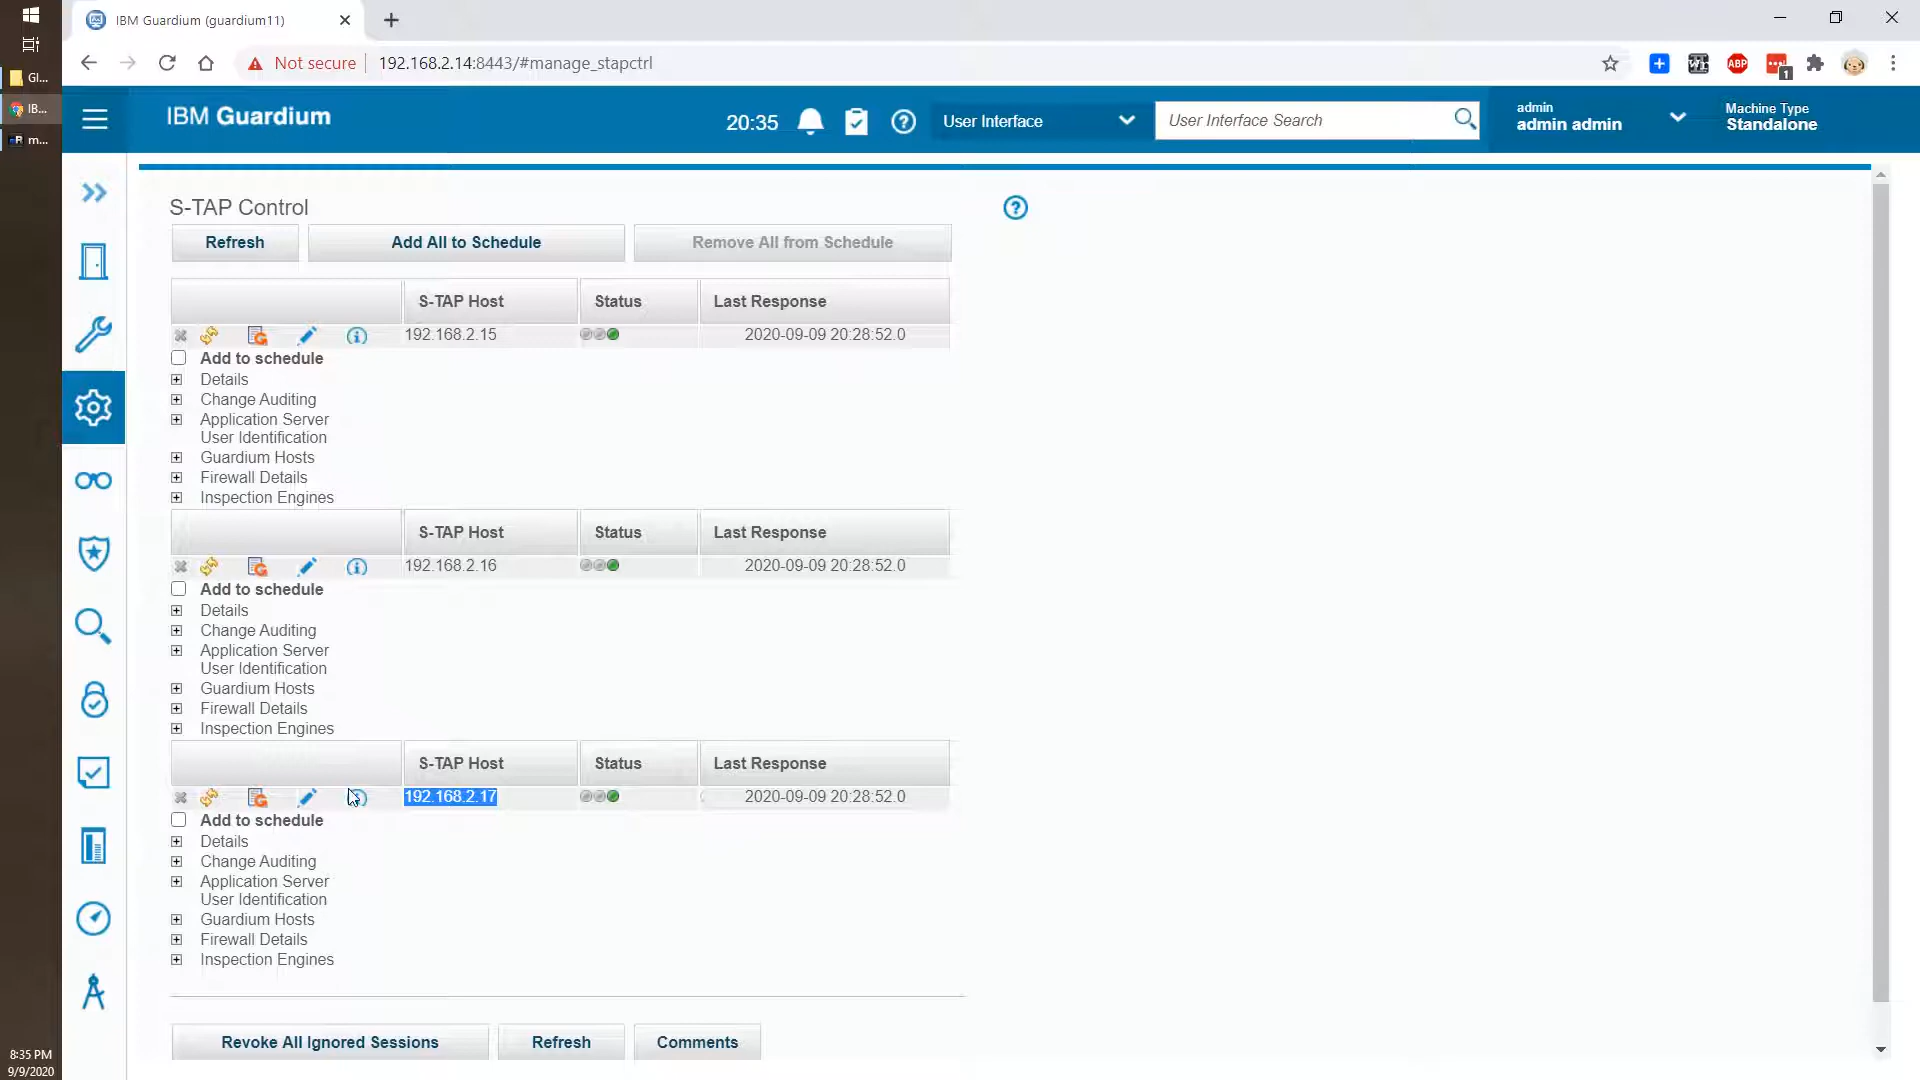 IBM Guardium (guardium11)
GI...
Not secure
192.168.2.14:8443/#manage_stapctrl
ABP
1
IB...
m...
IBM Guardium
20:35
User Interface
User Interface Search
admin
admin admin
Machine Type
Standalone
S-TAP Control
Refresh
Add All to Schedule
Remove All from Schedule
S-TAP Host
Status
Last Response
192.168.2.15
2020-09-09 20:28:52.0
Add to schedule
Details
Change Auditing
Application Server
User Identification
Guardium Hosts
Firewall Details
Inspection Engines
S-TAP Host
Status
Last Response
192.168.2.16
2020-09-09 20:28:52.0
Add to schedule
Details
Change Auditing
Application Server
User Identification
Guardium Hosts
Firewall Details
Inspection Engines
S-TAP Host
Status
Last Response
192.168.2.17
2020-09-09 20:28:52.0
Add to schedule
Details
Change Auditing
Application Server
User Identification
Guardium Hosts
Firewall Details
Inspection Engines
Revoke All Ignored Sessions
Refresh
Comments
8:35 PM
9/9/2020